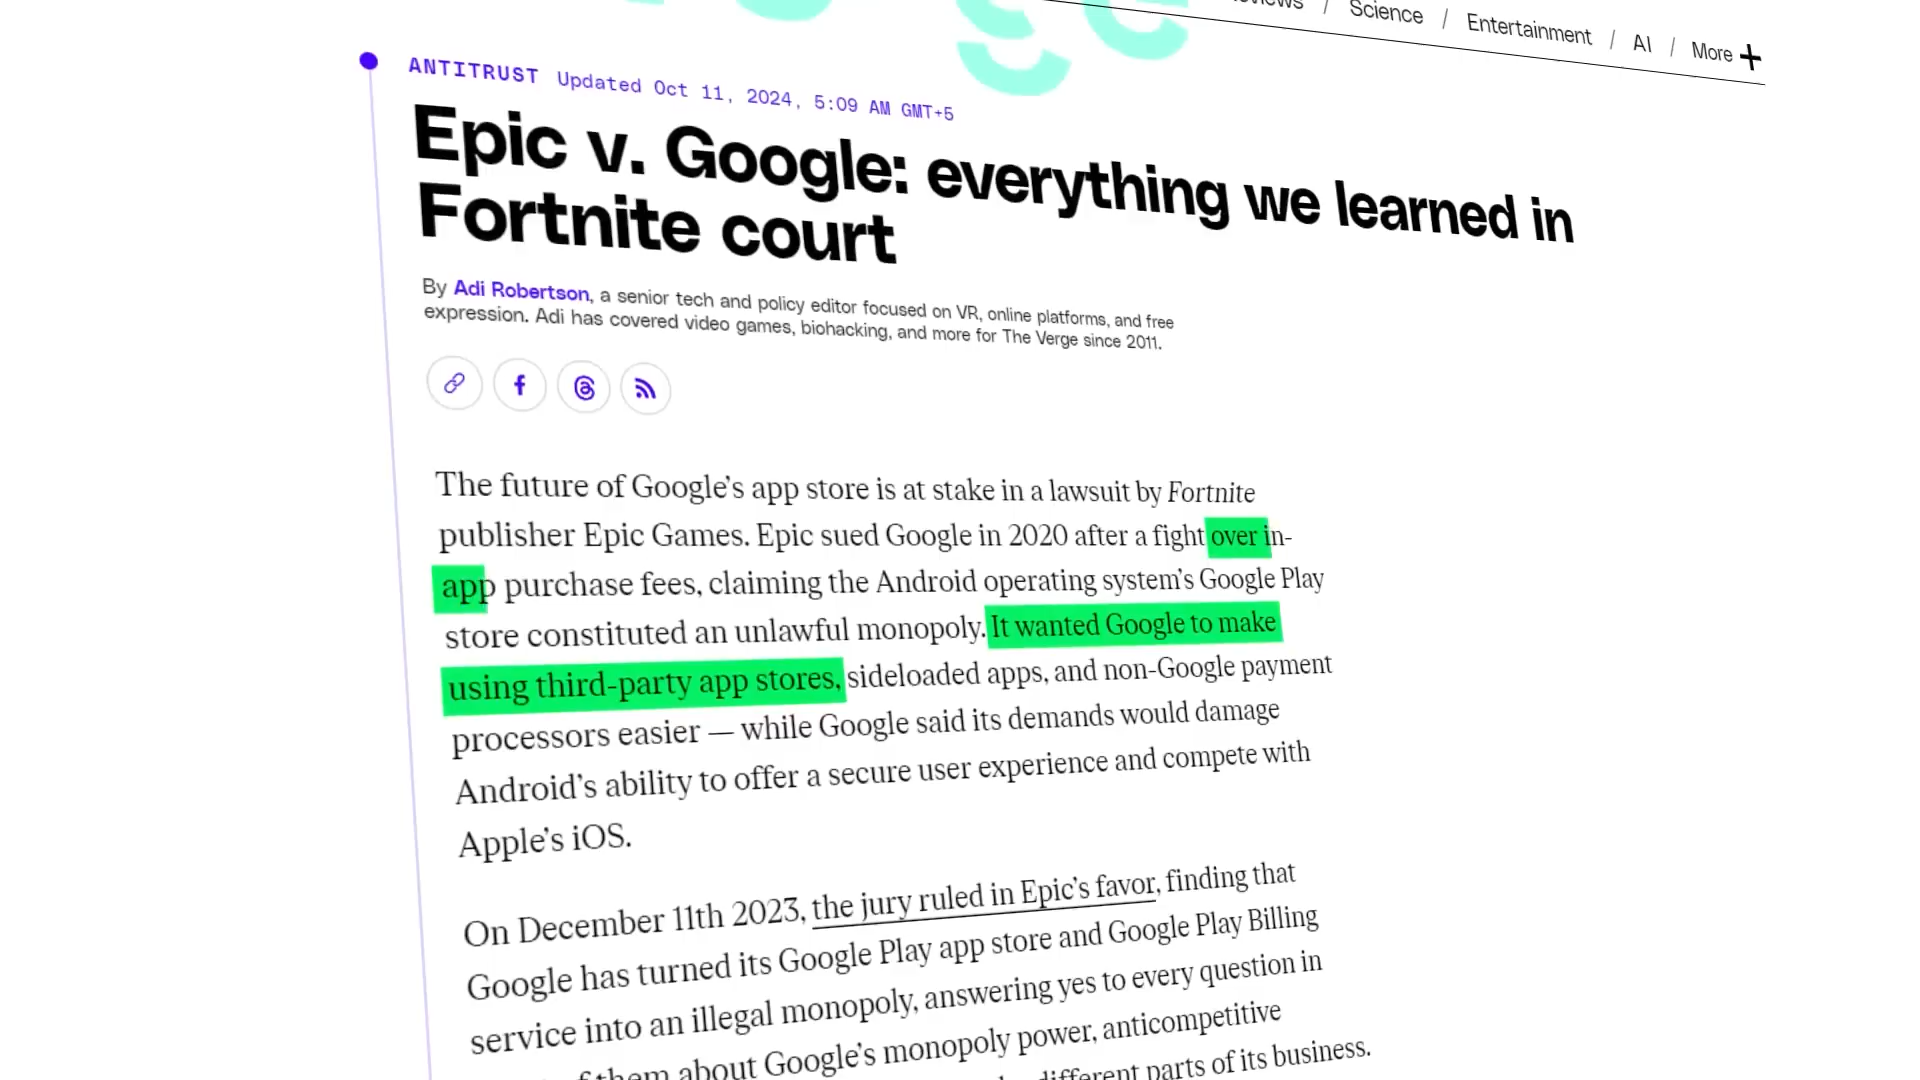 Science / Entertainment / AI / More +
ANTITRUST Updated Oct 11, 2024, 5:09 AM GMT+5
Epic v. Google: everything we learned in
Fortnite court
By Adi Robertson, a senior tech and policy editor focused on VR, online platforms, and free
expression. Adi has covered video games, biohacking, and more for The Verge since 2011.
The future of Google’s app store is at stake in a lawsuit by Fortnite
publisher Epic Games. Epic sued Google in 2020 after a fight over in-
app purchase fees, claiming the Android operating system’s Google Play
store constituted an unlawful monopoly. It wanted Google to make
using third-party app stores, sideloaded apps, and non-Google payment
processors easier — while Google said its demands would damage
Android’s ability to offer a secure user experience and compete with
Apple’s iOS.
On December 11th 2023, the jury ruled in Epic’s favor, finding that
Google has turned its Google Play app store and Google Play Billing
service into an illegal monopoly, answering yes to every question in
of them about Google’s monopoly power, anticompetitive
different parts of its business.